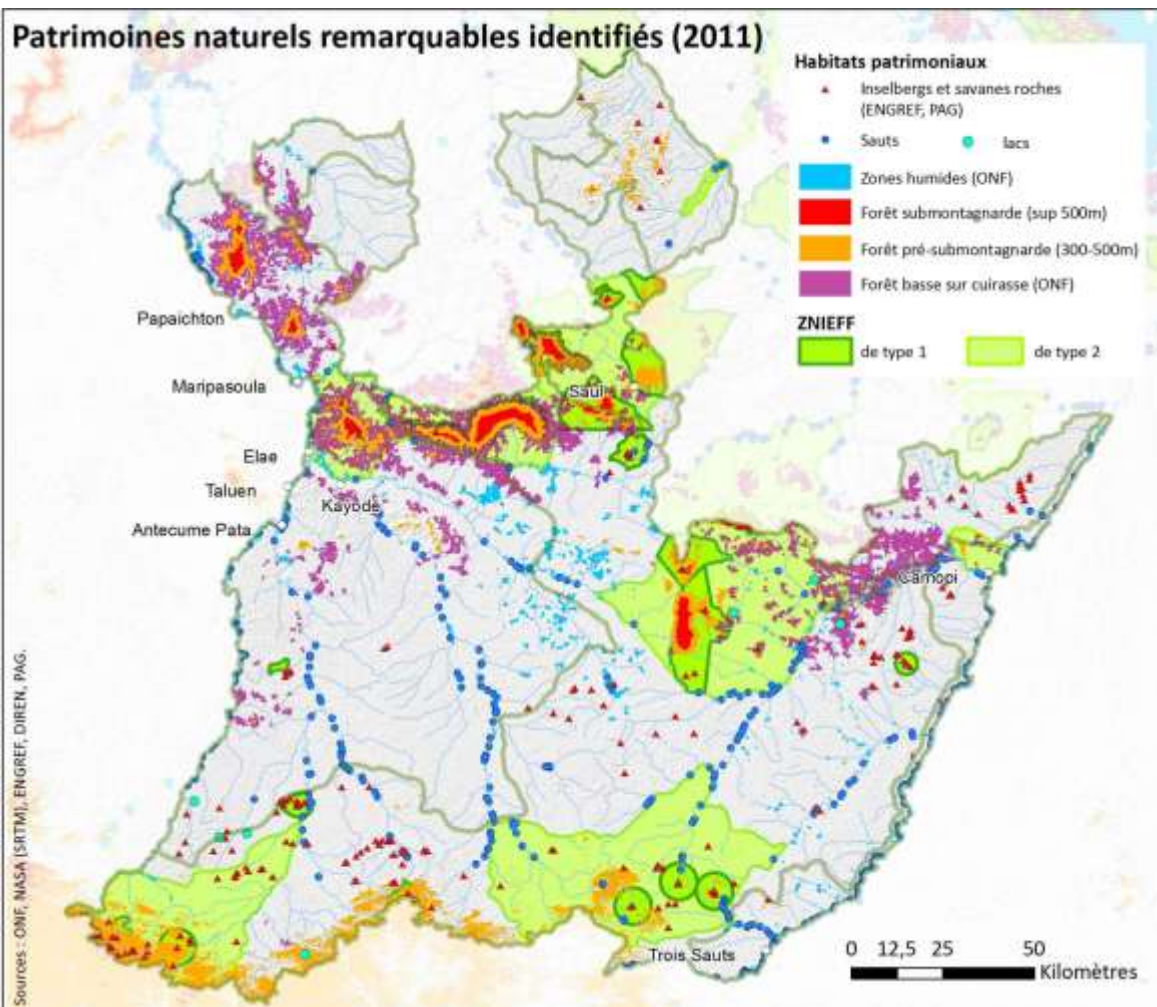 Patrimoines naturels remarquables identifiés (2011)
Habitats patrimoniaux
Inselbergs et savanes roches
(ENGREF, PAG)
Sauts
lacs
Zones humides (ONF)
Forêt submontagnarde (sup 500m)
Forêt pré-submontagnarde (300-500m)
Forêt basse sur cuirasse (ONF)
ZNIEFF
de type 1
de type 2
Papaichton
Maripasoula
Saül
Elae
Taluen
Kayodé
Antecume Pata
Camopi
Trois Sauts
0 12,5 25 50
Kilomètres
Sources : ONF, NASA (SRTM), ENGREF, DIREN, PAG.